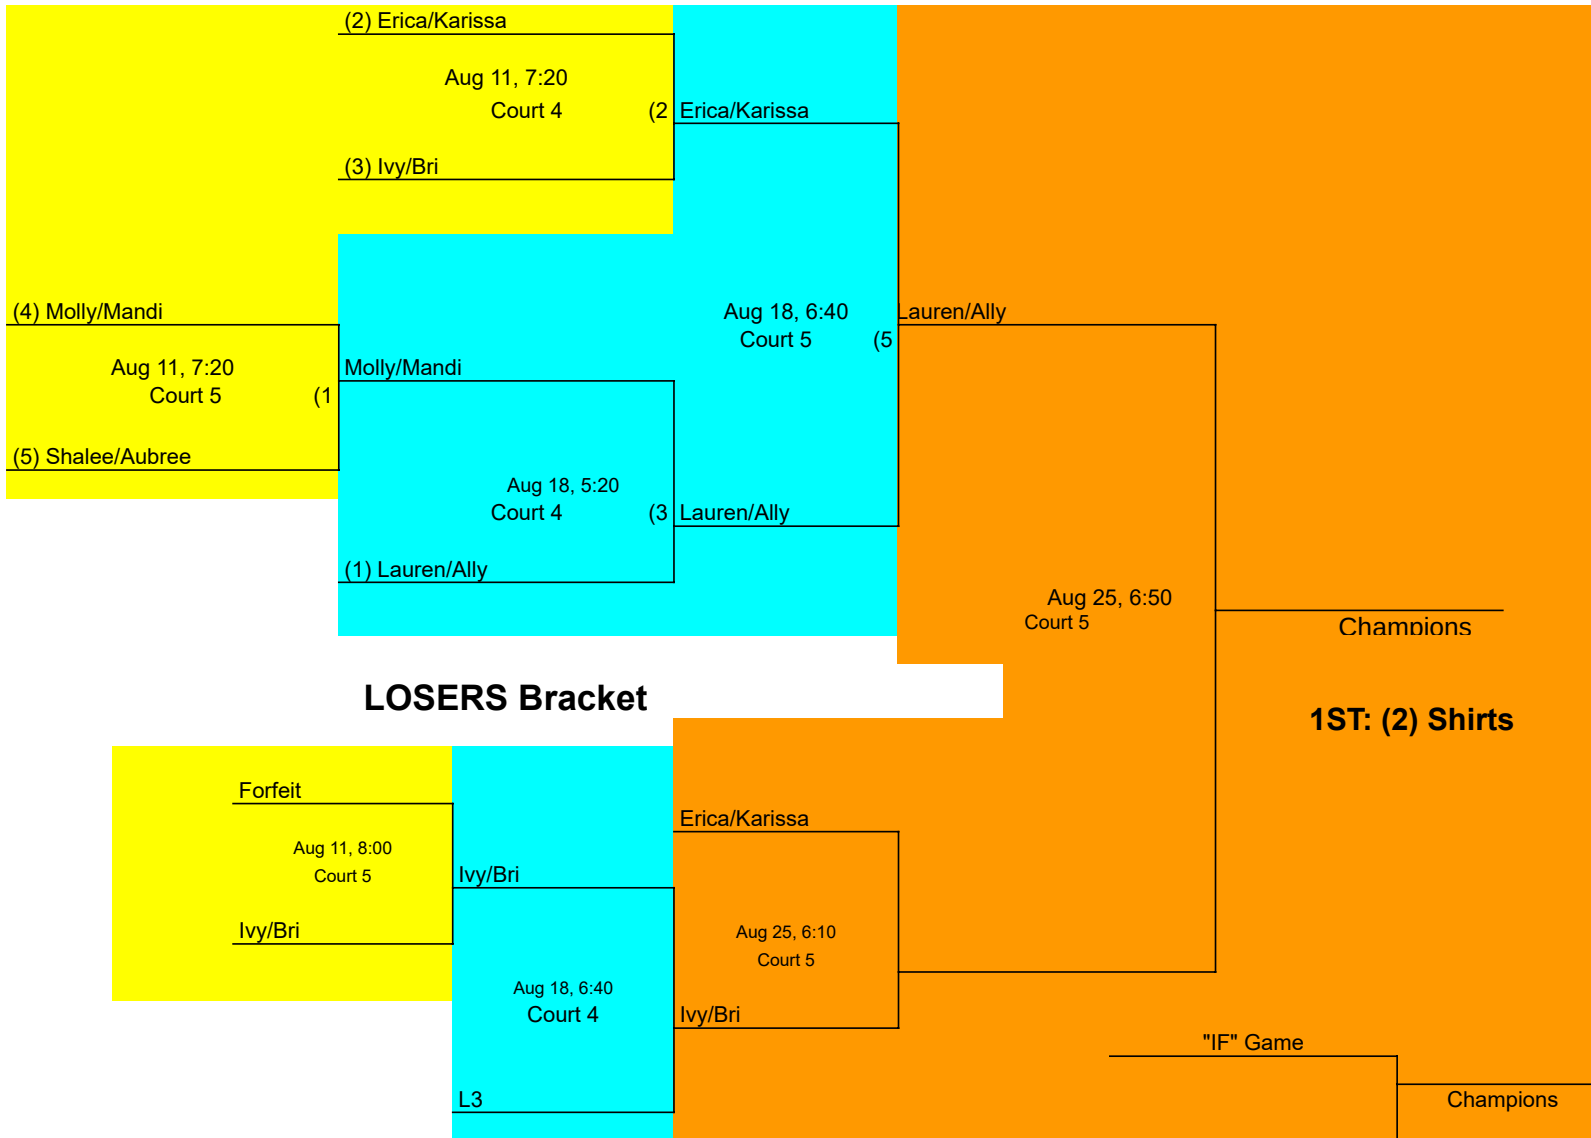 (2) Erica/Karissa
Aug 11, 7:20
Court 4
(2
Erica/Karissa
(3) Ivy/Bri
(4) Molly/Mandi
Aug 11, 7:20
Court 5
(1
Molly/Mandi
(5) Shalee/Aubree
Aug 18, 6:40
Court 5
(5
Lauren/Ally
Aug 18, 5:20
Court 4
(3
Lauren/Ally
(1) Lauren/Ally
Aug 25, 6:50
Court 5
Champions
LOSERS Bracket
1ST: (2) Shirts
Forfeit
Aug 11, 8:00
Court 5
Ivy/Bri
Ivy/Bri
Erica/Karissa
Aug 25, 6:10
Court 5
Aug 18, 6:40
Court 4
Ivy/Bri
L3
"IF" Game
Champions